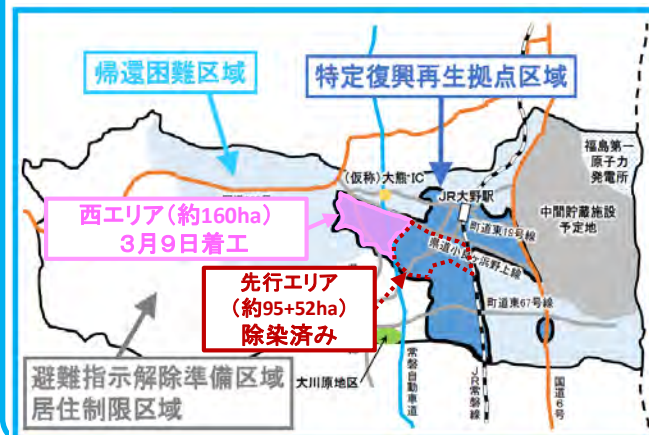 帰還困難区域
特定復興再生拠点区域
福島第一
原子力
発電所
(仮称)大熊・IC
JR大野駅
中間貯蔵施設
予定地
西エリア(約160ha)
3月9日着工
町道東19号線
県道小良ヶ浜野上線
先行エリア
(約95+52ha)
除染済み
町道東67号線
避難指示解除準備区域
居住制限区域
大川原地区
常磐自動車道
JR常磐線
国道6号